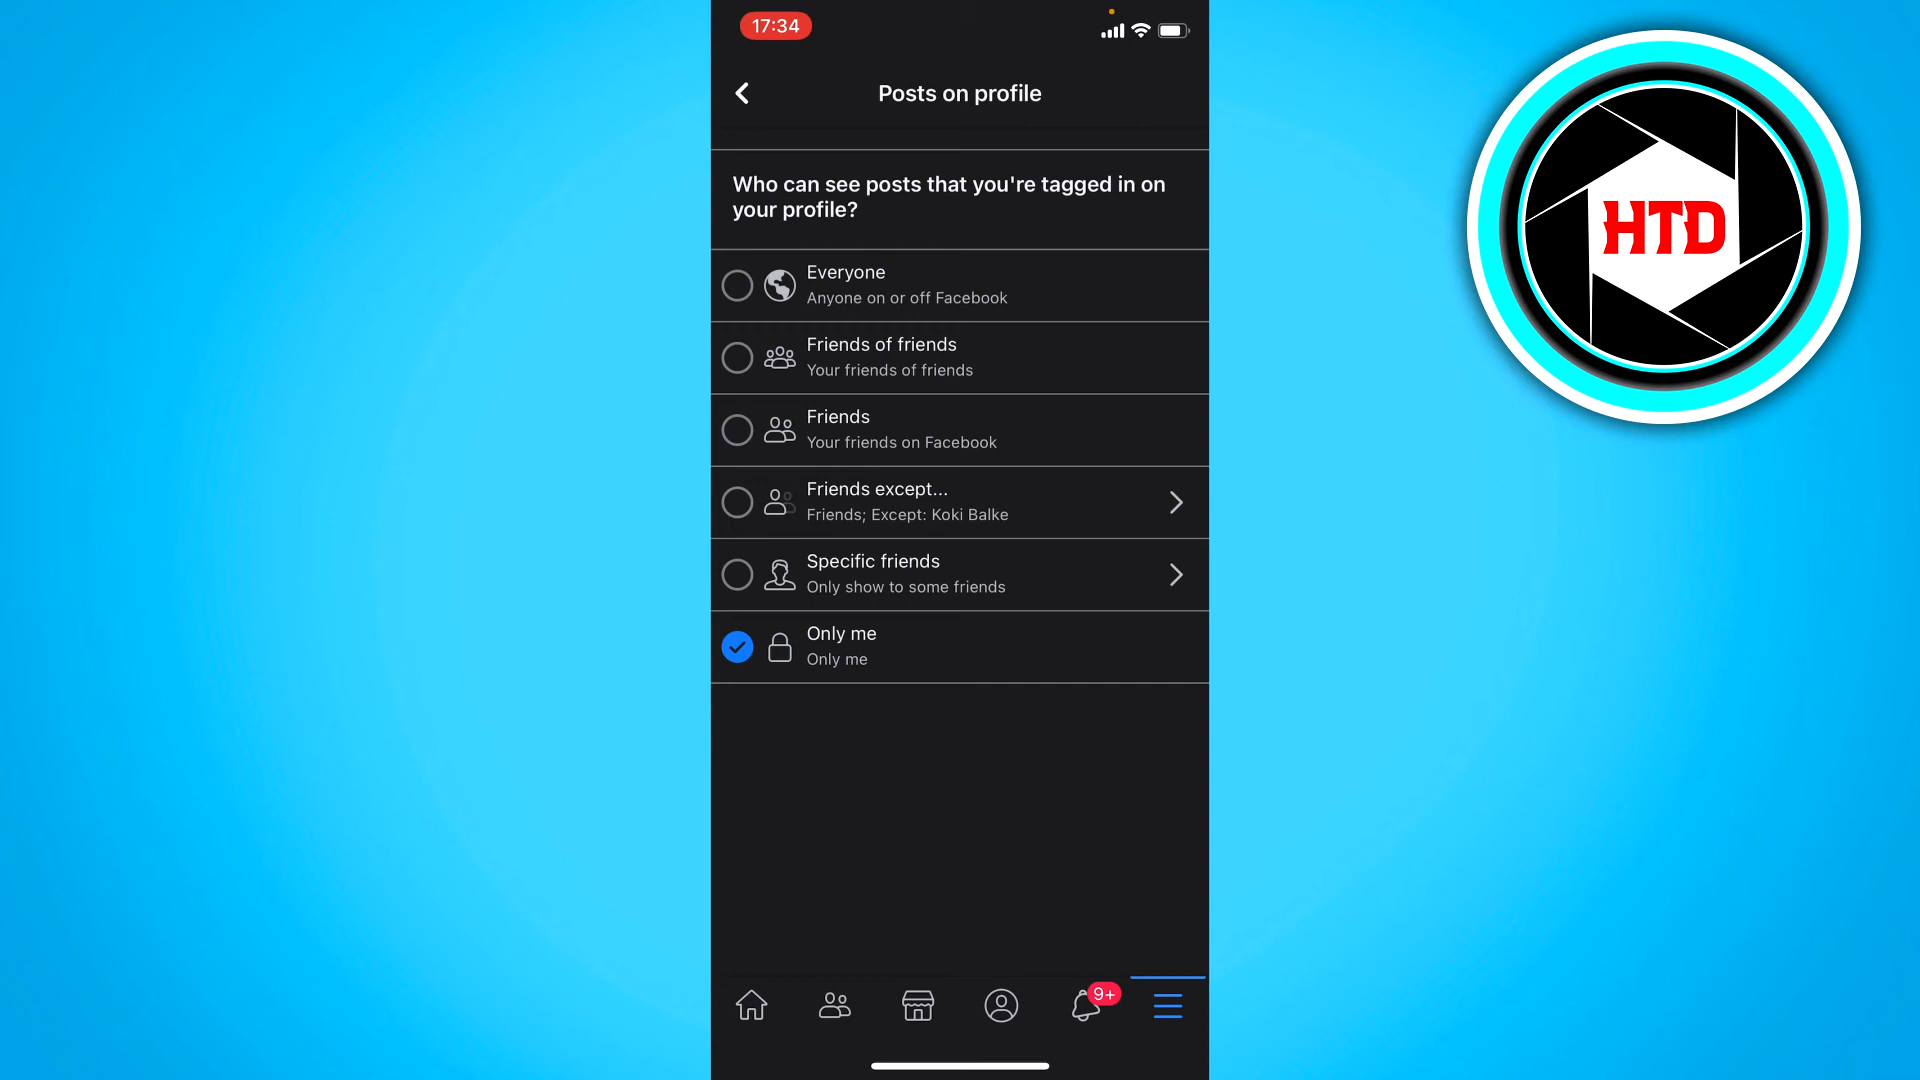 17:34
Posts on profile
HTD
Who can see posts that you're tagged in on
your profile?
Everyone
Anyone on or off Facebook
Friends of friends
Your friends of friends
Friends
Your friends on Facebook
Friends except...
Friends; Except: Koki Balke
Specific friends
Only show to some friends
Only me
Only me
9+